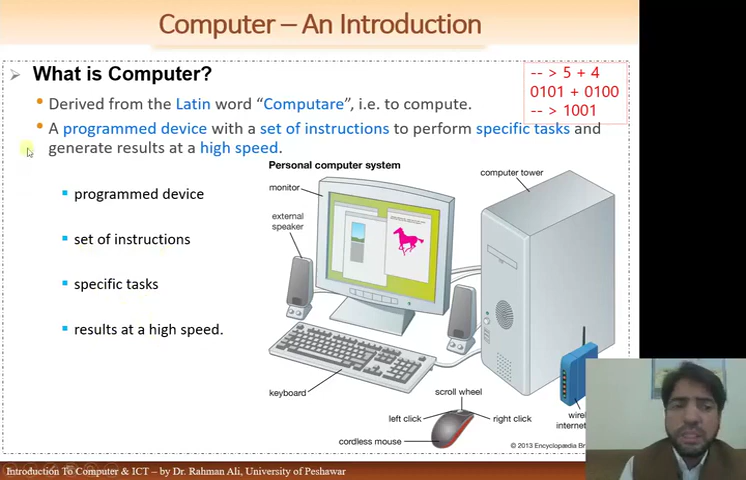 Computer – An Introduction
What is Computer?
Derived from the Latin word “Computare”, i.e. to compute.
A programmed device with a set of instructions to perform specific tasks and
generate results at a high speed.
-- > 5 + 4
0101 + 0100
-- > 1001
programmed device
set of instructions
specific tasks
results at a high speed.
Personal computer system
monitor
computer tower
external
speaker
keyboard
scroll wheel
left click
right click
cordless mouse
internet
© 2013 Encyclopædia
Introduction To Computer & ICT – by Dr. Rahman Ali, University of Peshawar